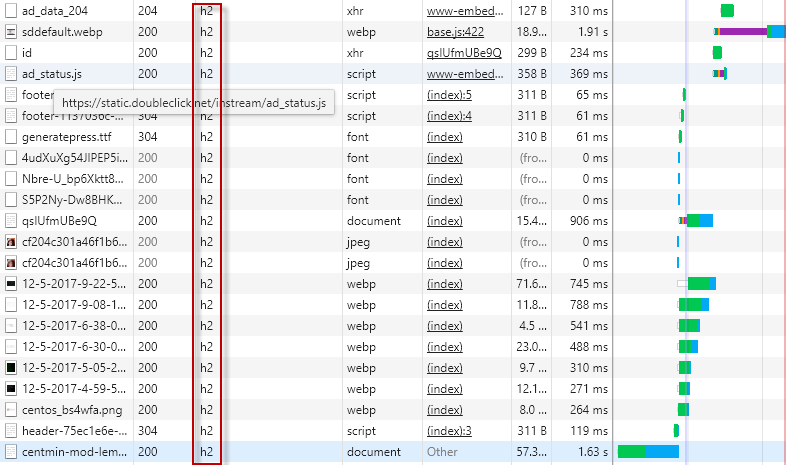 ad_data_204 204 h2 xhr www-embed... 127 B 310 ms
sddefault.webp 200 h2 webp base.js:422 18.9... 1.91 s
id 200 h2 xhr qsIUfmUBe9Q 299 B 234 ms
ad_status.js 200 h2 script www-embed... 358 B 369 ms
footer- h2 script (index):5 311 B 65 ms
https://static.doubleclick.net/instream/ad_status.js
footer-1137036c-... 304 h2 script (index):4 311 B 61 ms
generatepress.ttf 304 h2 font (index) 310 B 61 ms
4udXuXg54JlPEP5i... 200 h2 font (index) (fro... 0 ms
Nbre-U_bp6Xktt8... 200 h2 font (index) (fro... 0 ms
S5P2Ny-Dw8BHK... 200 h2 font (index) (fro... 0 ms
qsIUfmUBe9Q 200 h2 document (index) 15.4... 906 ms
cf204c301a46f1b6... 200 h2 jpeg (index) (fro... 0 ms
cf204c301a46f1b6... 200 h2 jpeg (index) (fro... 0 ms
12-5-2017-9-22-5... 200 h2 webp (index) 71.6... 745 ms
12-5-2017-9-08-1... 200 h2 webp (index) 11.8... 788 ms
12-5-2017-6-38-0... 200 h2 webp (index) 4.5 ... 541 ms
12-5-2017-6-30-0... 200 h2 webp (index) 23.0... 488 ms
12-5-2017-5-05-2... 200 h2 webp (index) 9.7 ... 310 ms
12-5-2017-4-59-5... 200 h2 webp (index) 12.1... 271 ms
centos_bs4wfa.png 200 h2 webp (index) 8.0 ... 264 ms
header-75ec1e6e-... 304 h2 script (index):3 311 B 119 ms
centmin-mod-lem... 200 h2 document Other 57.3... 1.63 s